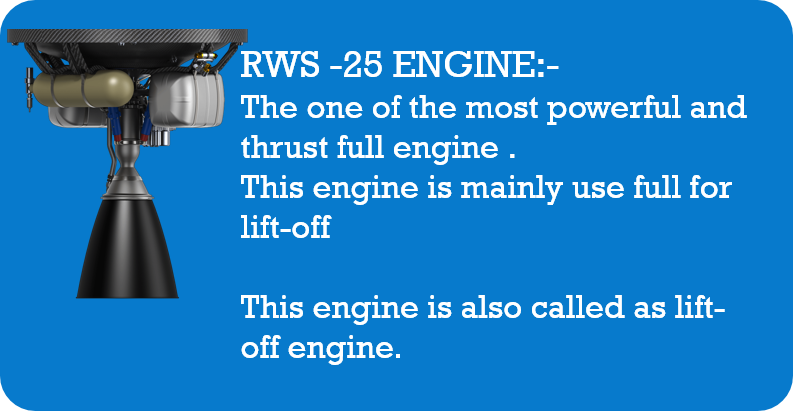 RWS -25 ENGINE:-
The one of the most powerful and
thrust full engine .
This engine is mainly use full for
lift-off
This engine is also called as lift-
off engine.